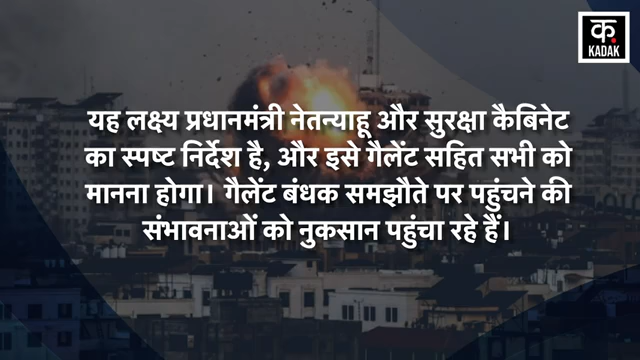 क.
KADAK
यह लक्ष्य प्रधानमंत्री नेतन्याहू और सुरक्षा कैबिनेट
का स्पष्ट निर्देश है, और इसे गैलेंट सहित सभी को
मानना होगा। गैलेंट बंधक समझौते पर पहुंचने की
संभावनाओं को नुकसान पहुंचा रहे हैं।